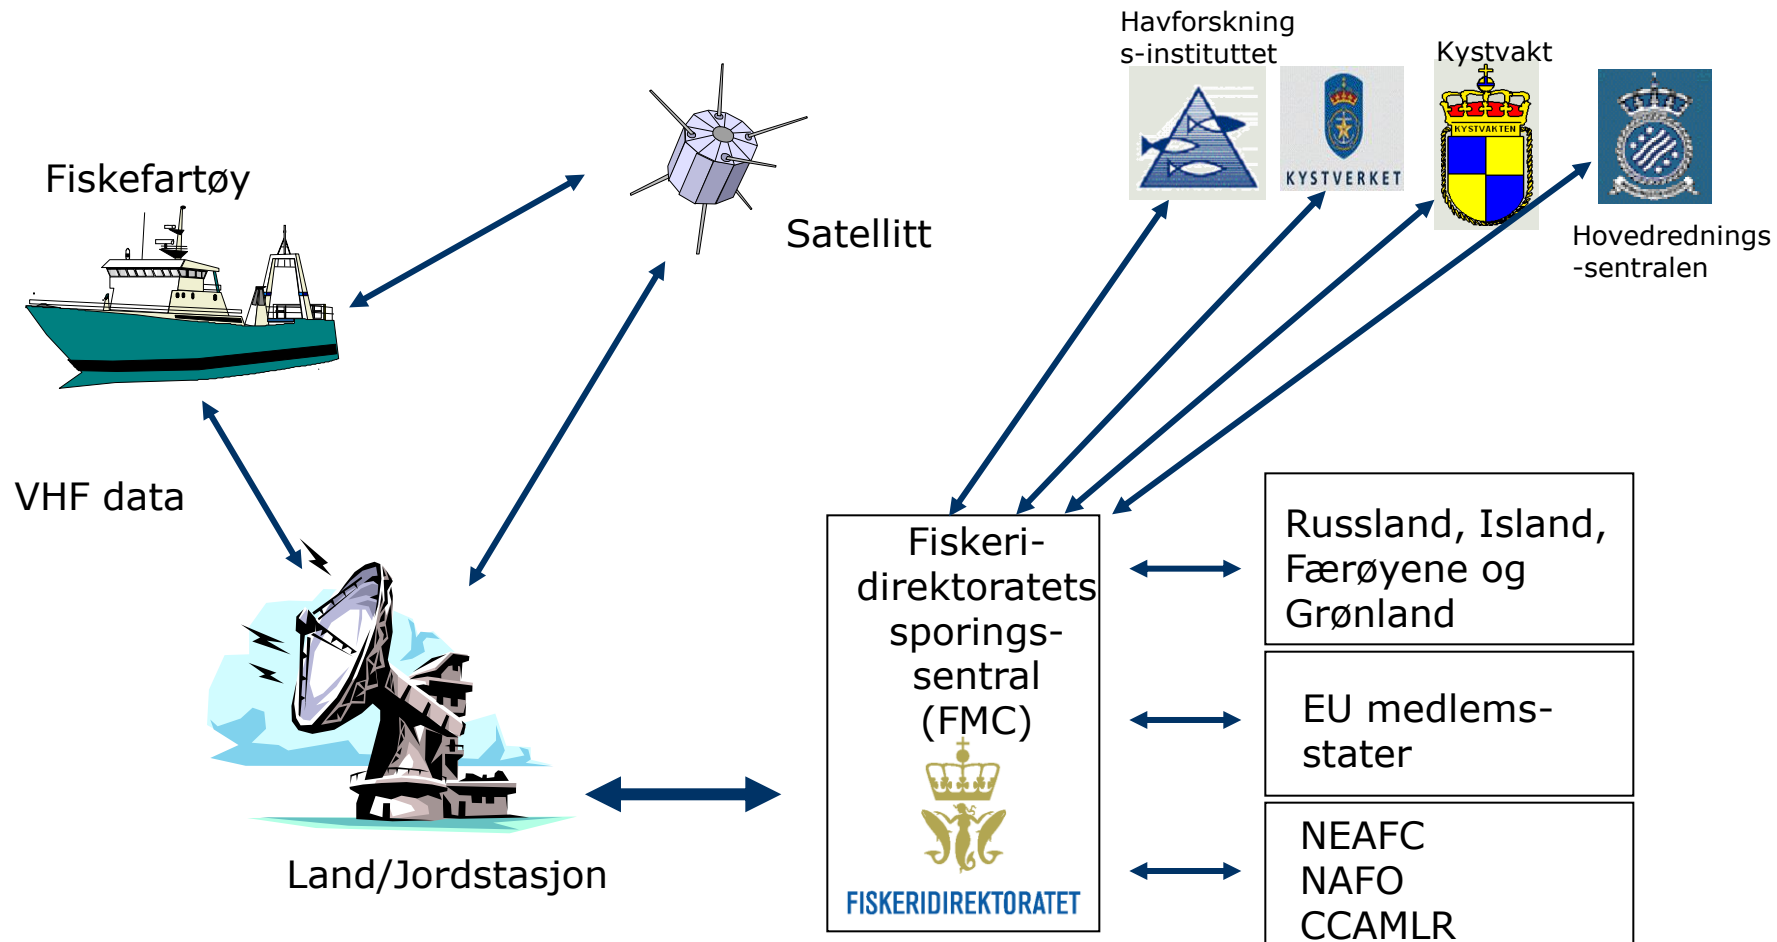 Havforskning
s-instituttet
Kystvakt
KYSTVERKET
KYSTVAKTEN
Hovedrednings
-sentralen
Fiskefartøy
Satellitt
VHF data
Land/Jordstasjon
Fiskeri-
direktoratets
sporings-
sentral
(FMC)
FISKERIDIREKTORATET
Russland, Island,
Færøyene og
Grønland
EU medlems-
stater
NEAFC
NAFO
CCAMLR